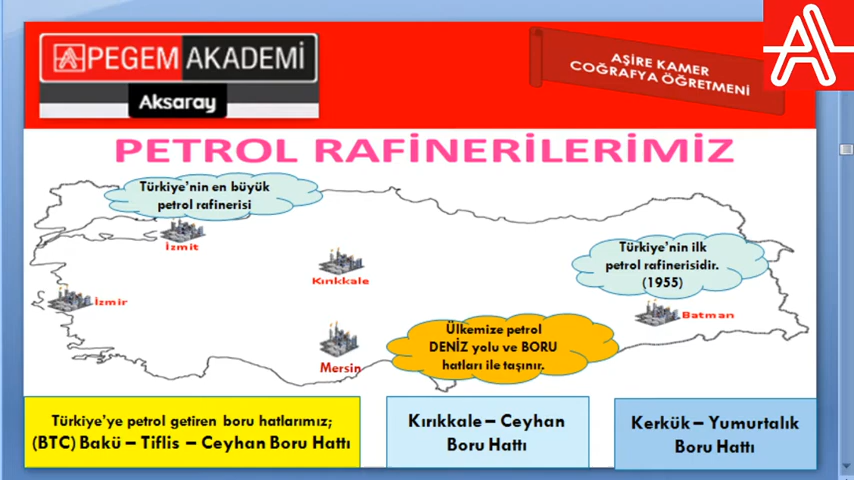 PEGEM AKADEMİ
Aksaray
AŞİRE KAMER
COĞRAFYA ÖĞRETMENİ
PETROL RAFİNERİLERİMİZ
Türkiye'nin en büyük
petrol rafinerisi
İzmit
Kırıkkale
Türkiye'nin ilk
petrol rafinerisidir.
(1955)
İzmir
Batman
Ülkemize petrol
DENİZ yolu ve BORU
hatları ile taşınır.
Mersin
Türkiye'ye petrol getiren boru hatlarımız;
(BTC) Bakü – Tiflis – Ceyhan Boru Hattı
Kırıkkale – Ceyhan
Boru Hattı
Kerkük – Yumurtalık
Boru Hattı